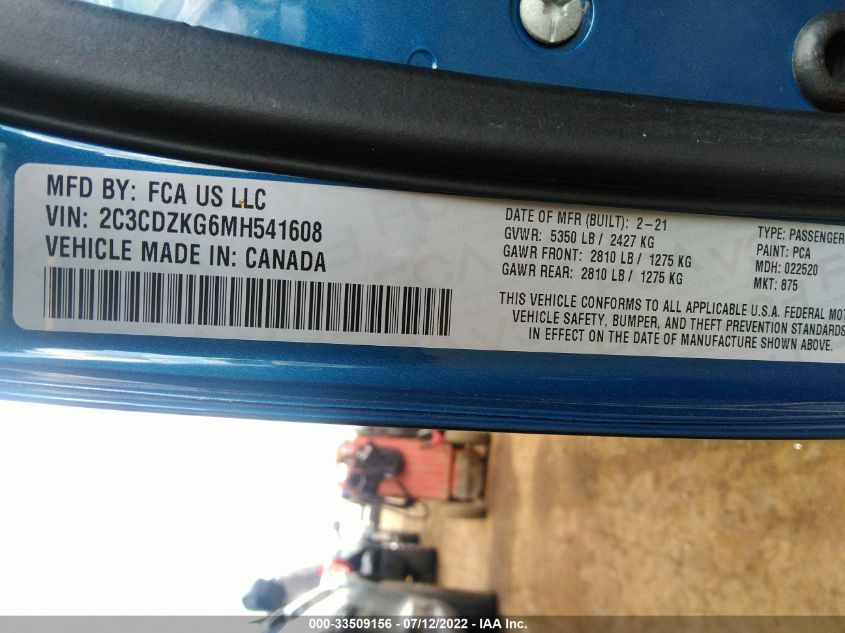 MFD BY: FCA US LLC
VIN: 2C3CDZKG6MH541608
VEHICLE MADE IN: CANADA
DATE OF MFR (BUILT): 2-21
GVWR: 5350 LB / 2427 KG
GAWR FRONT: 2810 LB / 1275 KG
GAWR REAR: 2810 LB / 1275 KG
TYPE: PASSENGER
PAINT: PCA
MDH: 022520
MKT: 875
THIS VEHICLE CONFORMS TO ALL APPLICABLE U.S.A. FEDERAL MOT
VEHICLE SAFETY, BUMPER, AND THEFT PREVENTION STANDARDS
IN EFFECT ON THE DATE OF MANUFACTURE SHOWN ABOVE.
000-33509156 - 07/12/2022 - IAA Inc.